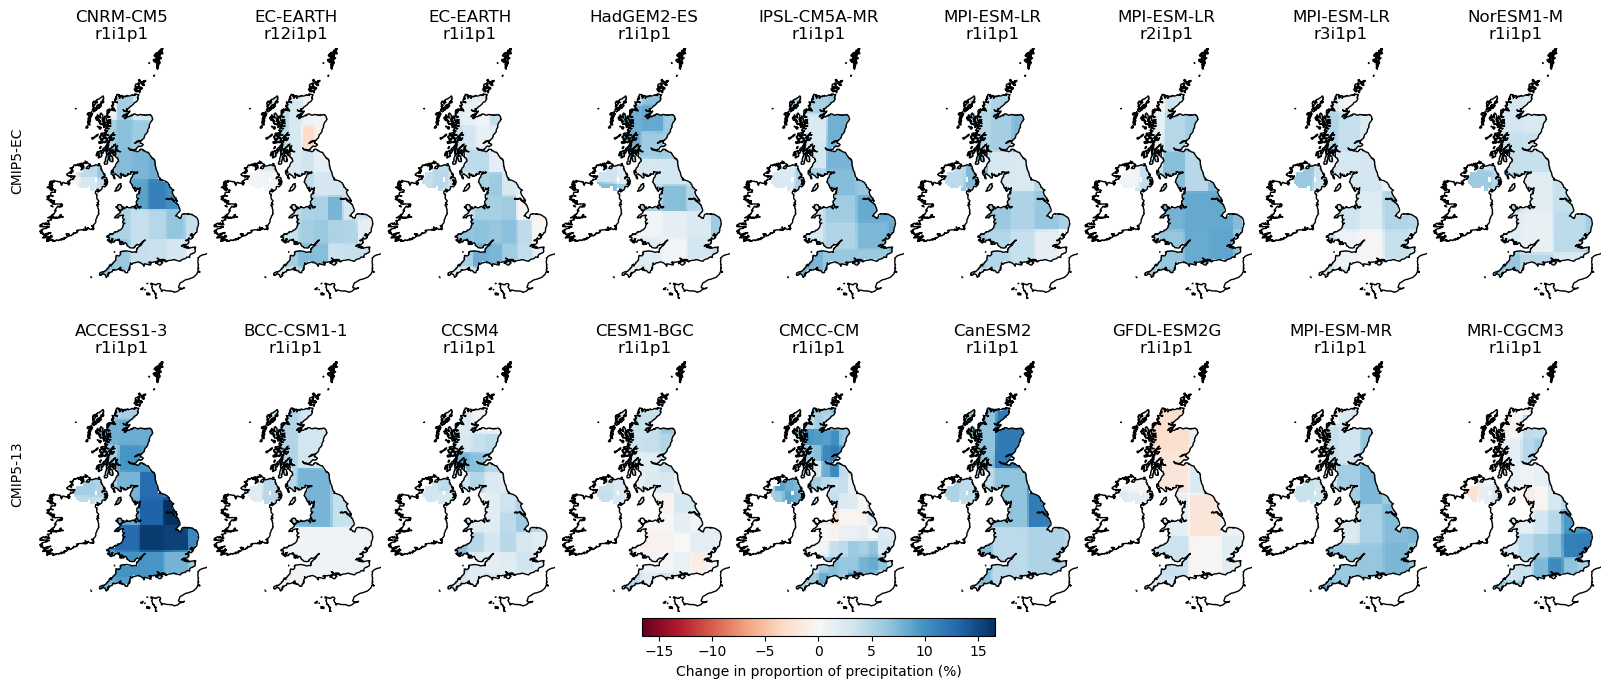 CNRM-CM5 EC-EARTH EC-EARTH HadGEM2-ES IPSL-CM5A-MR MPI-ESM-LR MPI-ESM-LR MPI-ESM-LR NorESM1-M
r1i1p1 r12i1p1 r1i1p1 r1i1p1 r1i1p1 r1i1p1 r2i1p1 r3i1p1 r1i1p1
CMIP5-EC
ACCESS1-3 BCC-CSM1-1 CCSM4 CESM1-BGC CMCC-CM CanESM2 GFDL-ESM2G MPI-ESM-MR MRI-CGCM3
r1i1p1 r1i1p1 r1i1p1 r1i1p1 r1i1p1 r1i1p1 r1i1p1 r1i1p1 r1i1p1
CMIP5-13
−15 −10 −5 0 5 10 15
Change in proportion of precipitation (%)